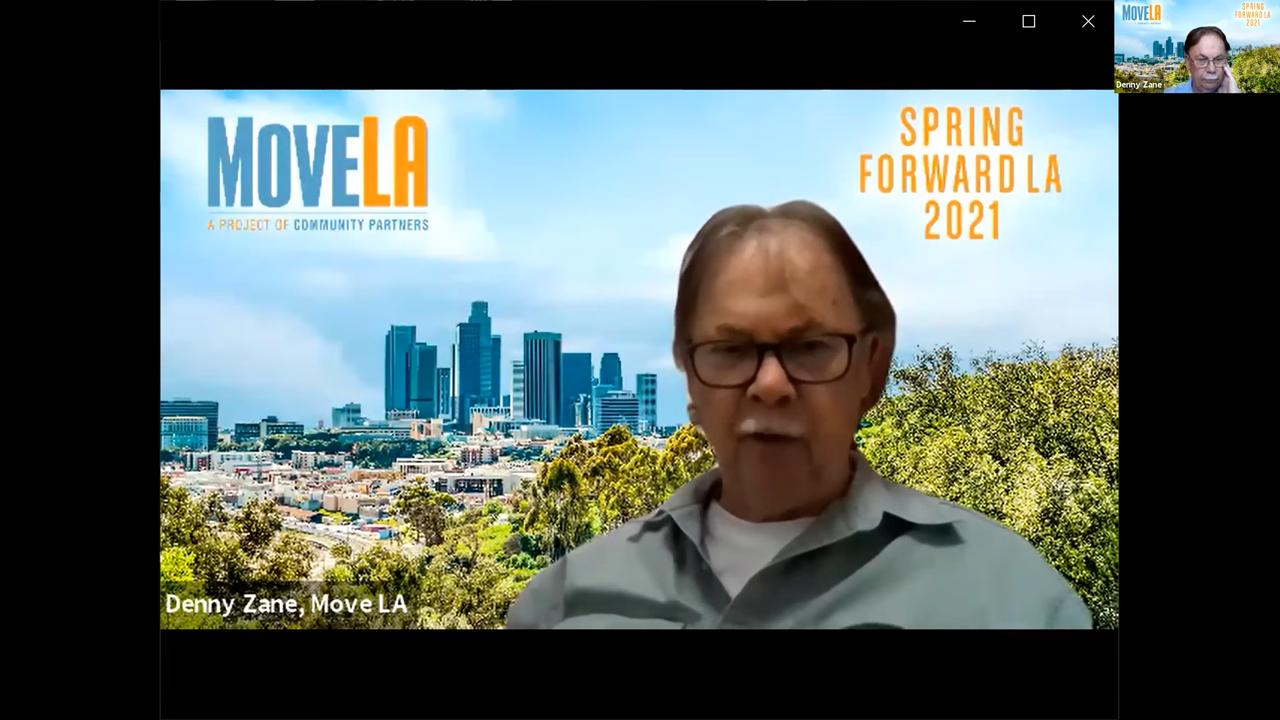 MOVELA
A PROJECT OF COMMUNITY PARTNERS
SPRING
FORWARD LA
2021
Denny Zane, Move LA
MOVELA
SPRING
FORWARD LA
2021
Denny Zane